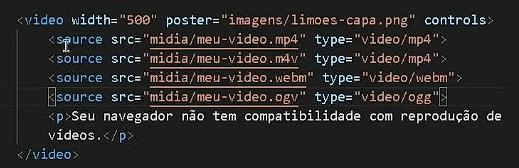 <video width="500" poster="imagens/limoes-capa.png" controls>
<source src="midia/meu-video.mp4" type="video/mp4">
<source src="midia/meu-video.m4v" type="video/mp4">
<source src="midia/meu-video.webm" type="video/webm">
<source src="midia/meu-video.ogv" type="video/ogg">
<p>Seu navegador não tem compatibilidade com reprodução de
vídeos.</p>
</video>